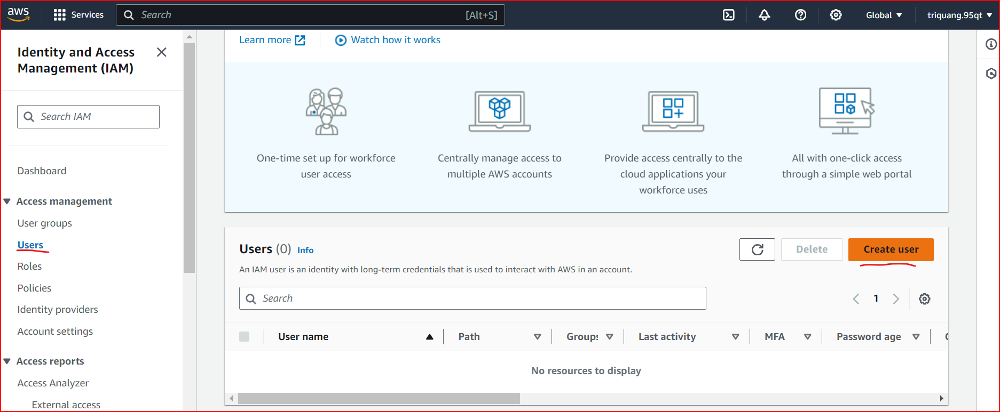 aws
Services
Search
[Alt+S]
Global
triquang.95qt
Identity and Access
Management (IAM)
Search IAM
Dashboard
Access management
User groups
Users
Roles
Policies
Identity providers
Account settings
Access reports
Access Analyzer
External access
Learn more
Watch how it works
One-time set up for workforce
user access
Centrally manage access to
multiple AWS accounts
Provide access centrally to the
cloud applications your
workforce uses
All with one-click access
through a simple web portal
Users (0) Info
Delete
Create user
An IAM user is an identity with long-term credentials that is used to interact with AWS in an account.
Search
1
User name
Path
Groups
Last activity
MFA
Password age
No resources to display